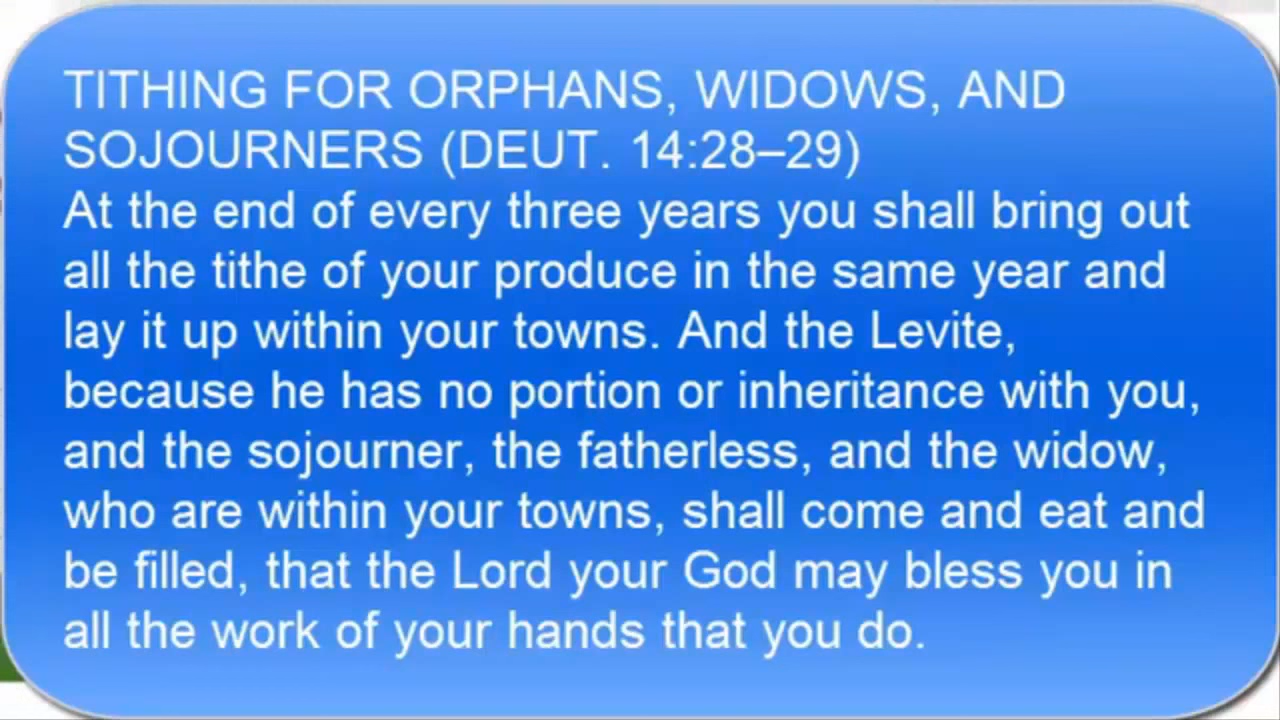 TITHING FOR ORPHANS, WIDOWS, AND
SOJOURNERS (DEUT. 14:28–29)
At the end of every three years you shall bring out
all the tithe of your produce in the same year and
lay it up within your towns. And the Levite,
because he has no portion or inheritance with you,
and the sojourner, the fatherless, and the widow,
who are within your towns, shall come and eat and
be filled, that the Lord your God may bless you in
all the work of your hands that you do.